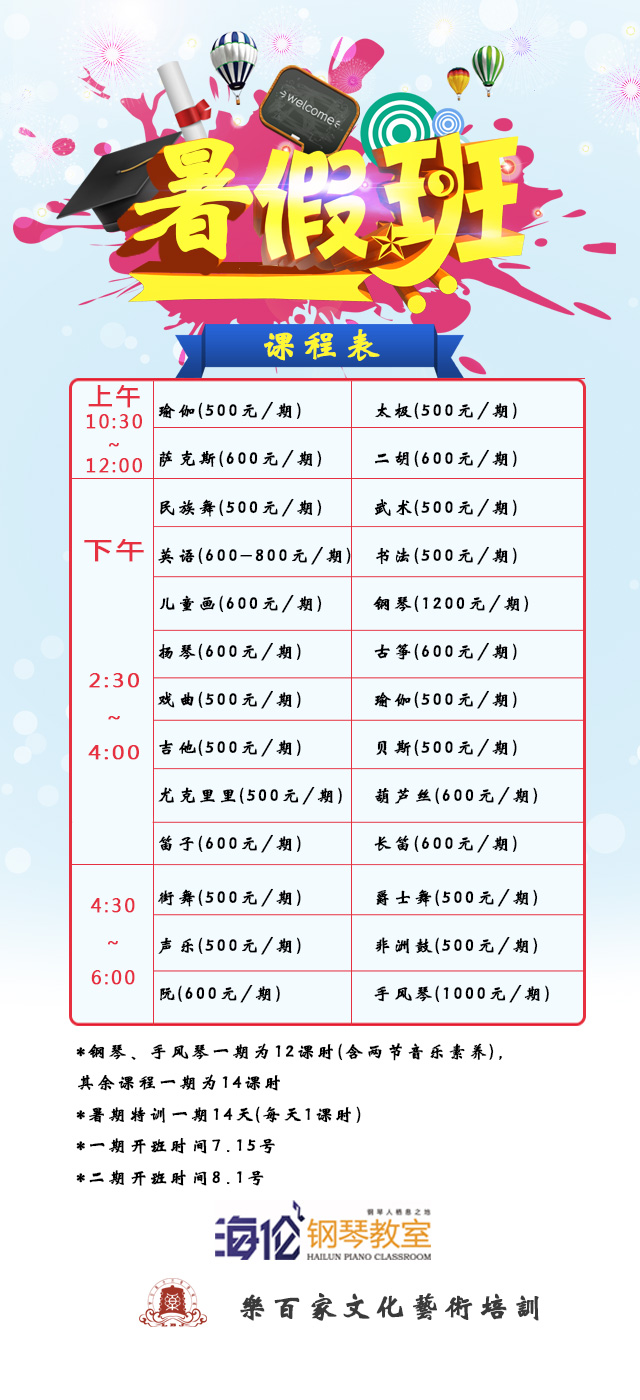 welcome
暑假班
课程表
上午
10:30
~
12:00
瑜伽(500元/期)
太极(500元/期)
萨克斯(600元/期)
二胡(600元/期)
下午
2:30
~
4:00
民族舞(500元/期)
武术(500元/期)
英语(600-800元/期)
书法(500元/期)
儿童画(600元/期)
钢琴(1200元/期)
扬琴(600元/期)
古筝(600元/期)
戏曲(500元/期)
瑜伽(500元/期)
吉他(500元/期)
贝斯(500元/期)
尤克里里(500元/期)
葫芦丝(600元/期)
笛子(600元/期)
长笛(600元/期)
4:30
~
6:00
街舞(500元/期)
爵士舞(500元/期)
声乐(500元/期)
非洲鼓(500元/期)
阮(600元/期)
手风琴(1000元/期)
*钢琴、手风琴一期为12课时(含两节音乐素养),
其余课程一期为14课时
*暑期特训一期14天(每天1课时)
*一期开班时间7.15号
*二期开班时间8.1号
钢琴人栖息之地
海伦钢琴教室
HAILUN PIANO CLASSROOM
樂百家文化藝術培訓